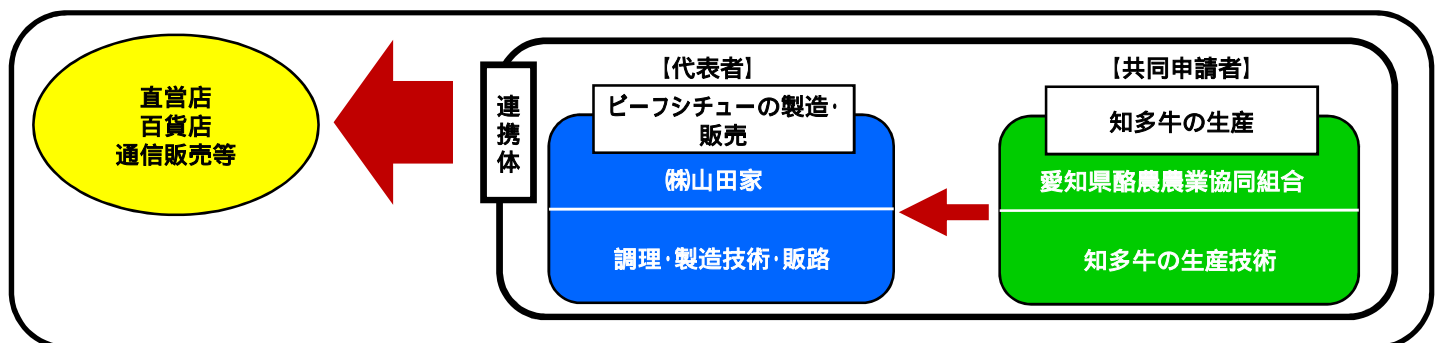 直営店
百貨店
通信販売等
連携体
【代表者】
ビーフシチューの製造・
販売
㈱山田家
調理・製造技術・販路
【共同申請者】
知多牛の生産
愛知県酪農農業協同組合
知多牛の生産技術